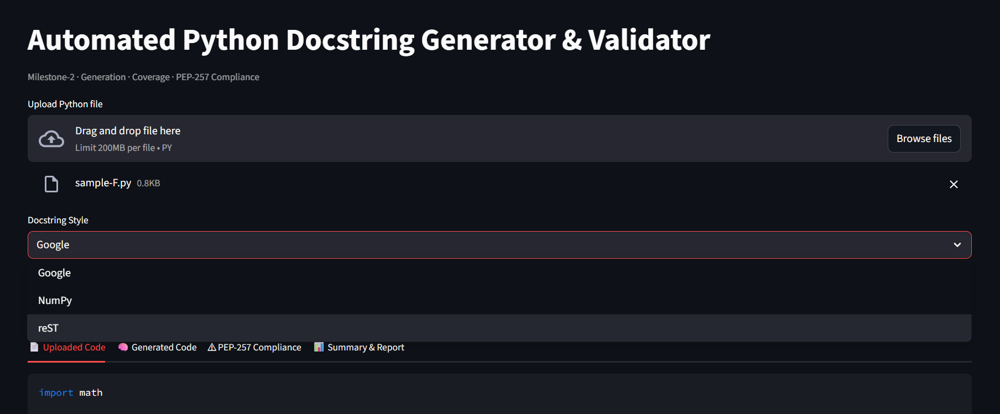 Automated Python Docstring Generator & Validator
Milestone-2 · Generation · Coverage · PEP-257 Compliance
Upload Python file
Drag and drop file here
Limit 200MB per file • PY
Browse files
sample-F.py 0.8KB
Docstring Style
Google
Google
NumPy
reST
Uploaded Code Generated Code PEP-257 Compliance Summary & Report
import math